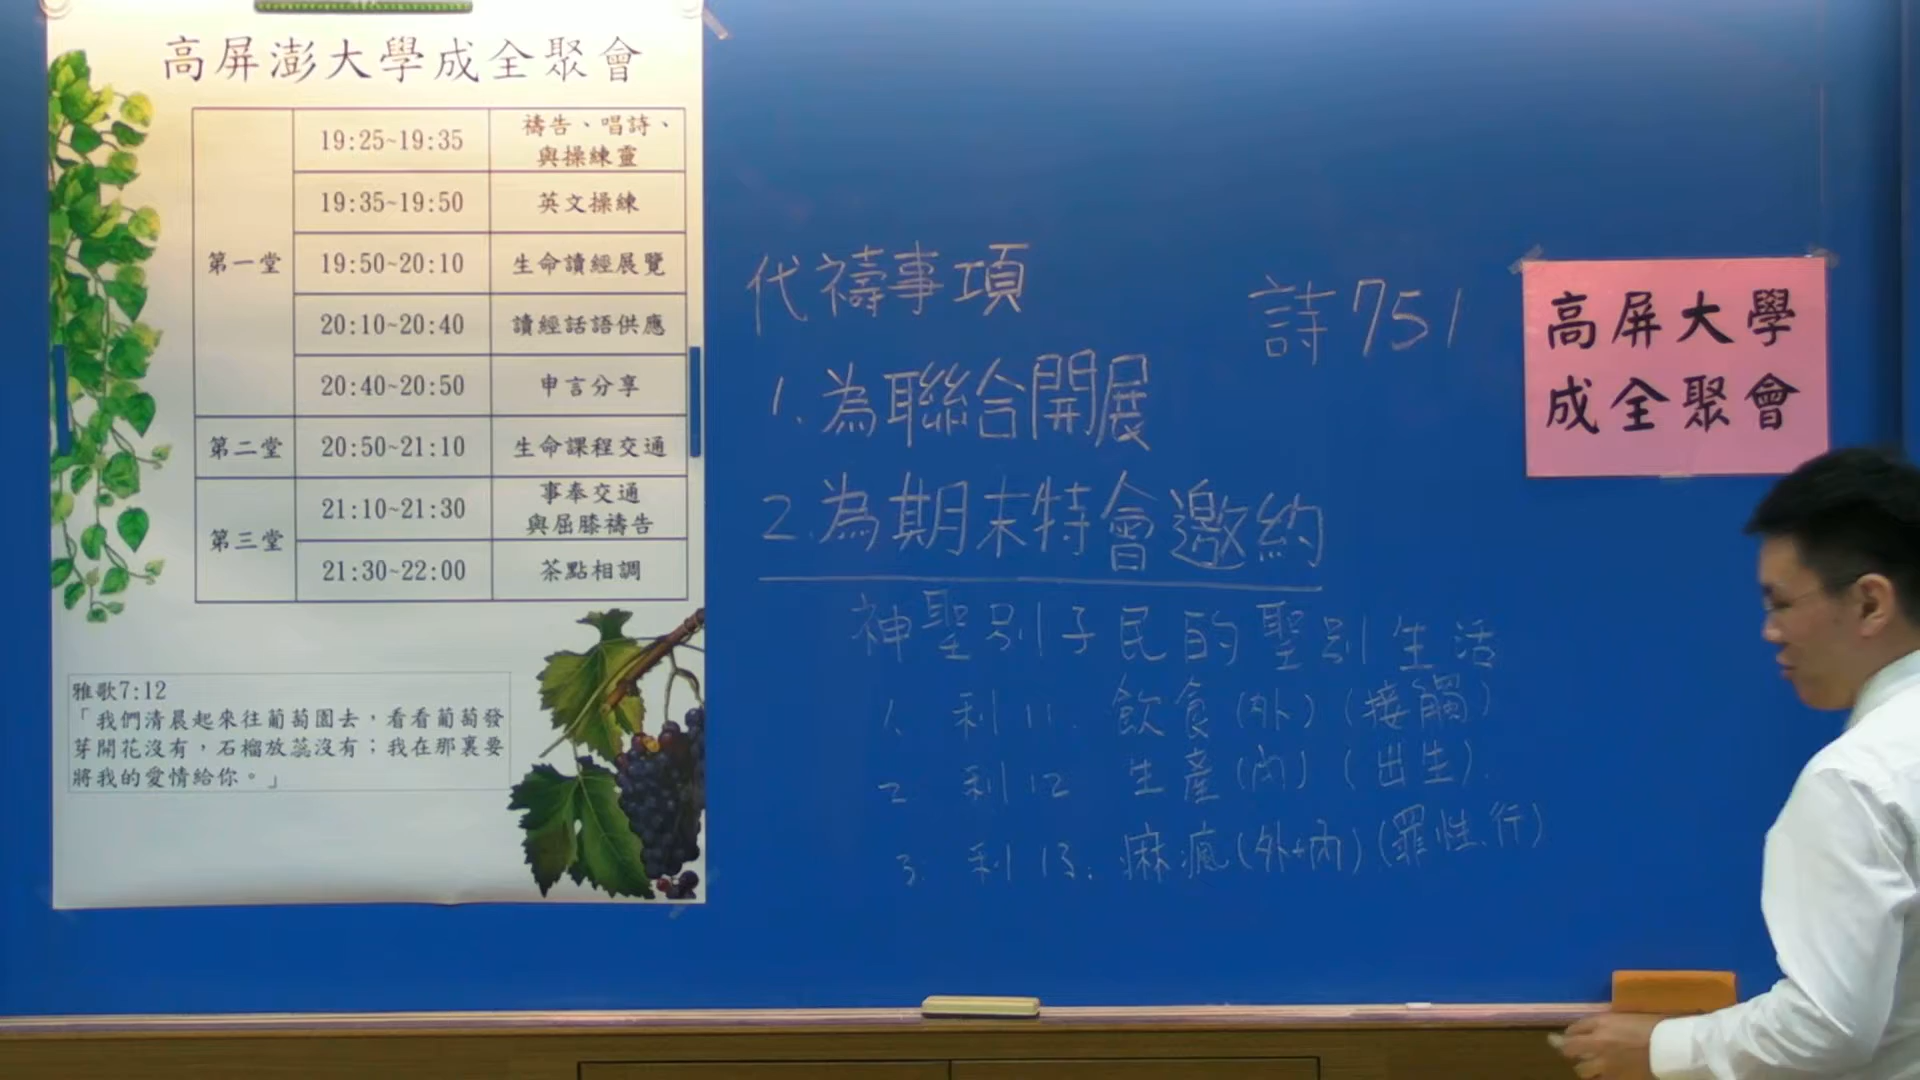 高屏澎大學成全聚會
第一堂
19:25~19:35 禱告、唱詩、
與操練靈
19:35~19:50 英文操練
19:50~20:10 生命讀經展覽
20:10~20:40 讀經話語供應
20:40~20:50 申言分享
第二堂 20:50~21:10 生命課程交通
第三堂
21:10~21:30 事奉交通
與屈膝禱告
21:30~22:00 茶點相調
雅歌7:12
「我們清晨起來往葡萄園去，看看葡萄發
芽開花沒有，石榴放蕊沒有；我在那裏要
將我的愛情給你。」
代禱事項
1.為聯合開展
2.為期末特會邀約
神聖別子民的聖別生活
1. 利11. 飲食(外)(接觸)
2. 利12 生產(內)(出生).
3. 利13. 痲瘋(外+內)(罪性.行)
詩751
高屏大學
成全聚會